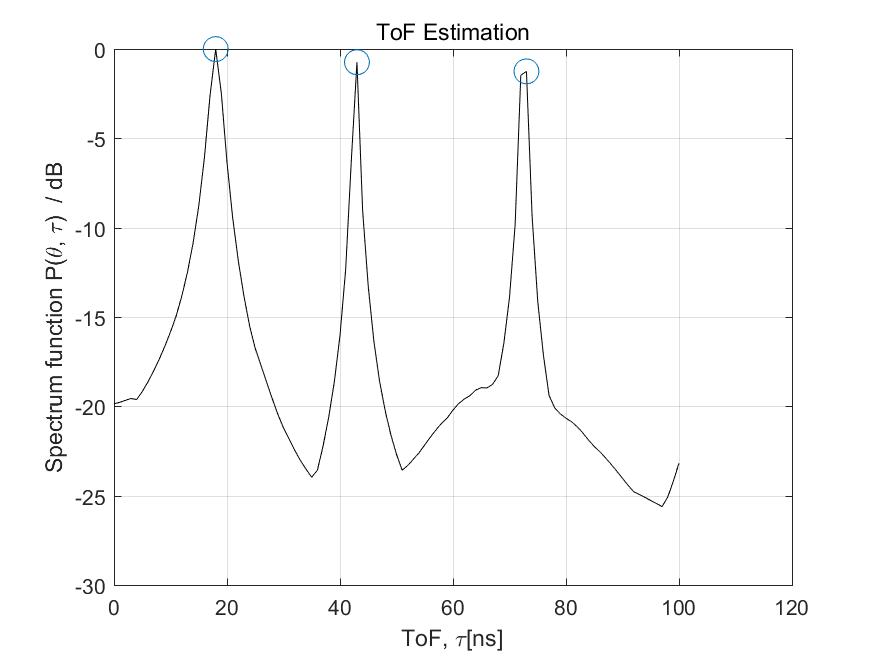 ToF Estimation
Spectrum function P(θ, τ) / dB
0
-5
-10
-15
-20
-25
-30
0 20 40 60 80 100 120
ToF, τ[ns]